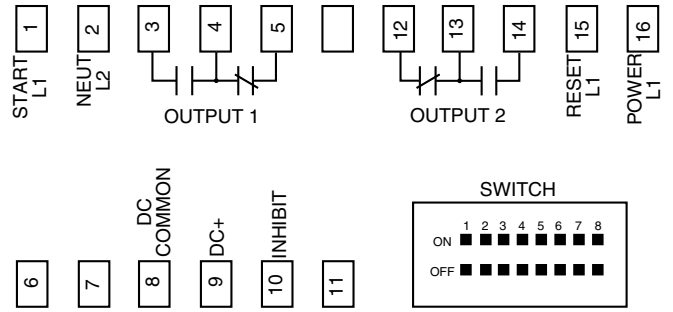 1 2 3 4 5 12 13 14 15 16
START
L1
NEUT
L2
OUTPUT 1
OUTPUT 2
RESET
L1
POWER
L1
DC
COMMON
DC+
INHIBIT
6 7 8 9 10 11
SWITCH
1 2 3 4 5 6 7 8
ON
OFF